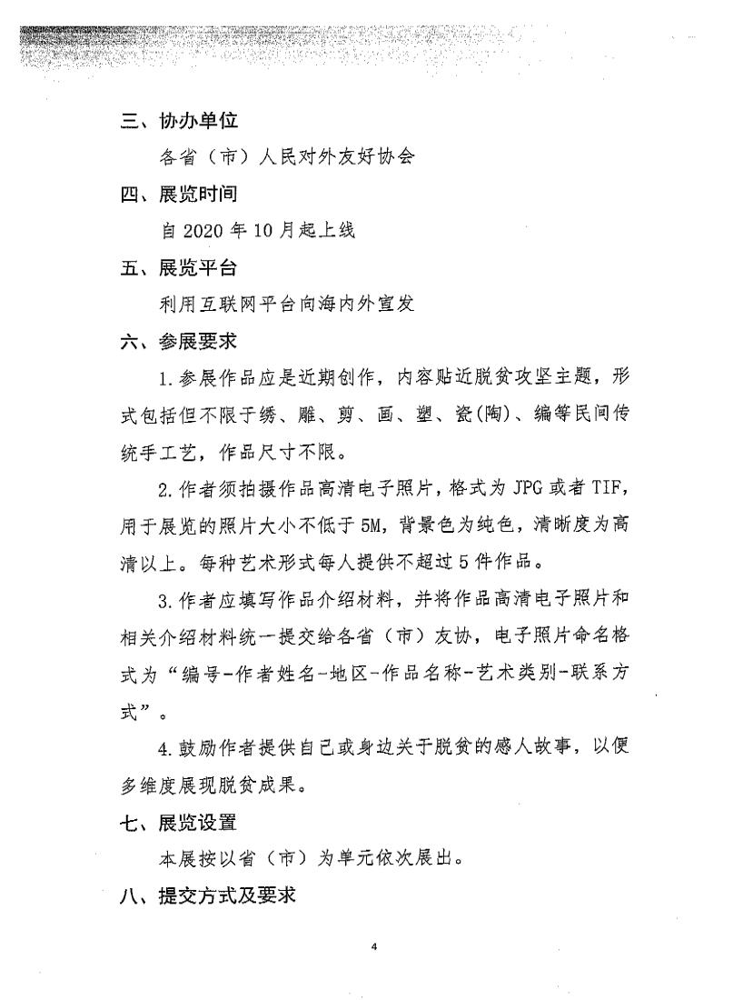 三、协办单位
各省（市）人民对外友好协会
四、展览时间
自 2020 年 10 月起上线
五、展览平台
利用互联网平台向海内外宣发
六、参展要求
1.参展作品应是近期创作，内容贴近脱贫攻坚主题，形
式包括但不限于绣、雕、剪、画、塑、瓷(陶)、编等民间传
统手工艺，作品尺寸不限。
2.作者须拍摄作品高清电子照片，格式为 JPG 或者 TIF，
用于展览的照片大小不低于 5M，背景色为纯色，清晰度为高
清以上。每种艺术形式每人提供不超过 5 件作品。
3.作者应填写作品介绍材料，并将作品高清电子照片和
相关介绍材料统一提交给各省（市）友协，电子照片命名格
式为“编号-作者姓名-地区-作品名称-艺术类别-联系方
式”。
4.鼓励作者提供自己或身边关于脱贫的感人故事，以便
多维度展现脱贫成果。
七、展览设置
本展按以省（市）为单元依次展出。
八、提交方式及要求
4